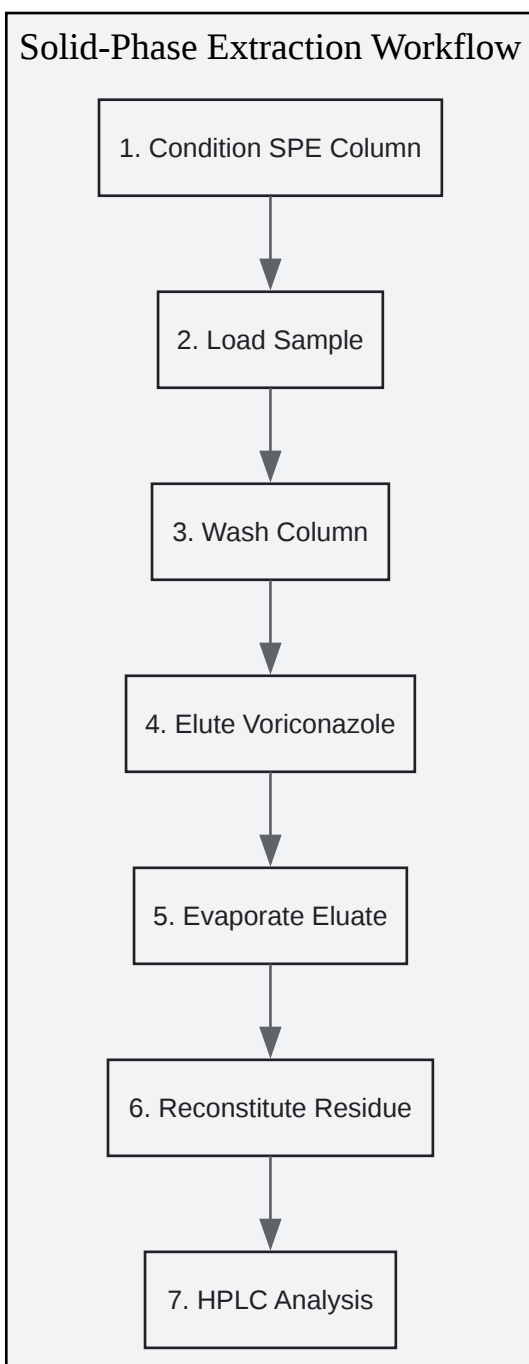 Solid-Phase Extraction Workflow
1. Condition SPE Column
2. Load Sample
3. Wash Column
4. Elute Voriconazole
5. Evaporate Eluate
6. Reconstitute Residue
7. HPLC Analysis